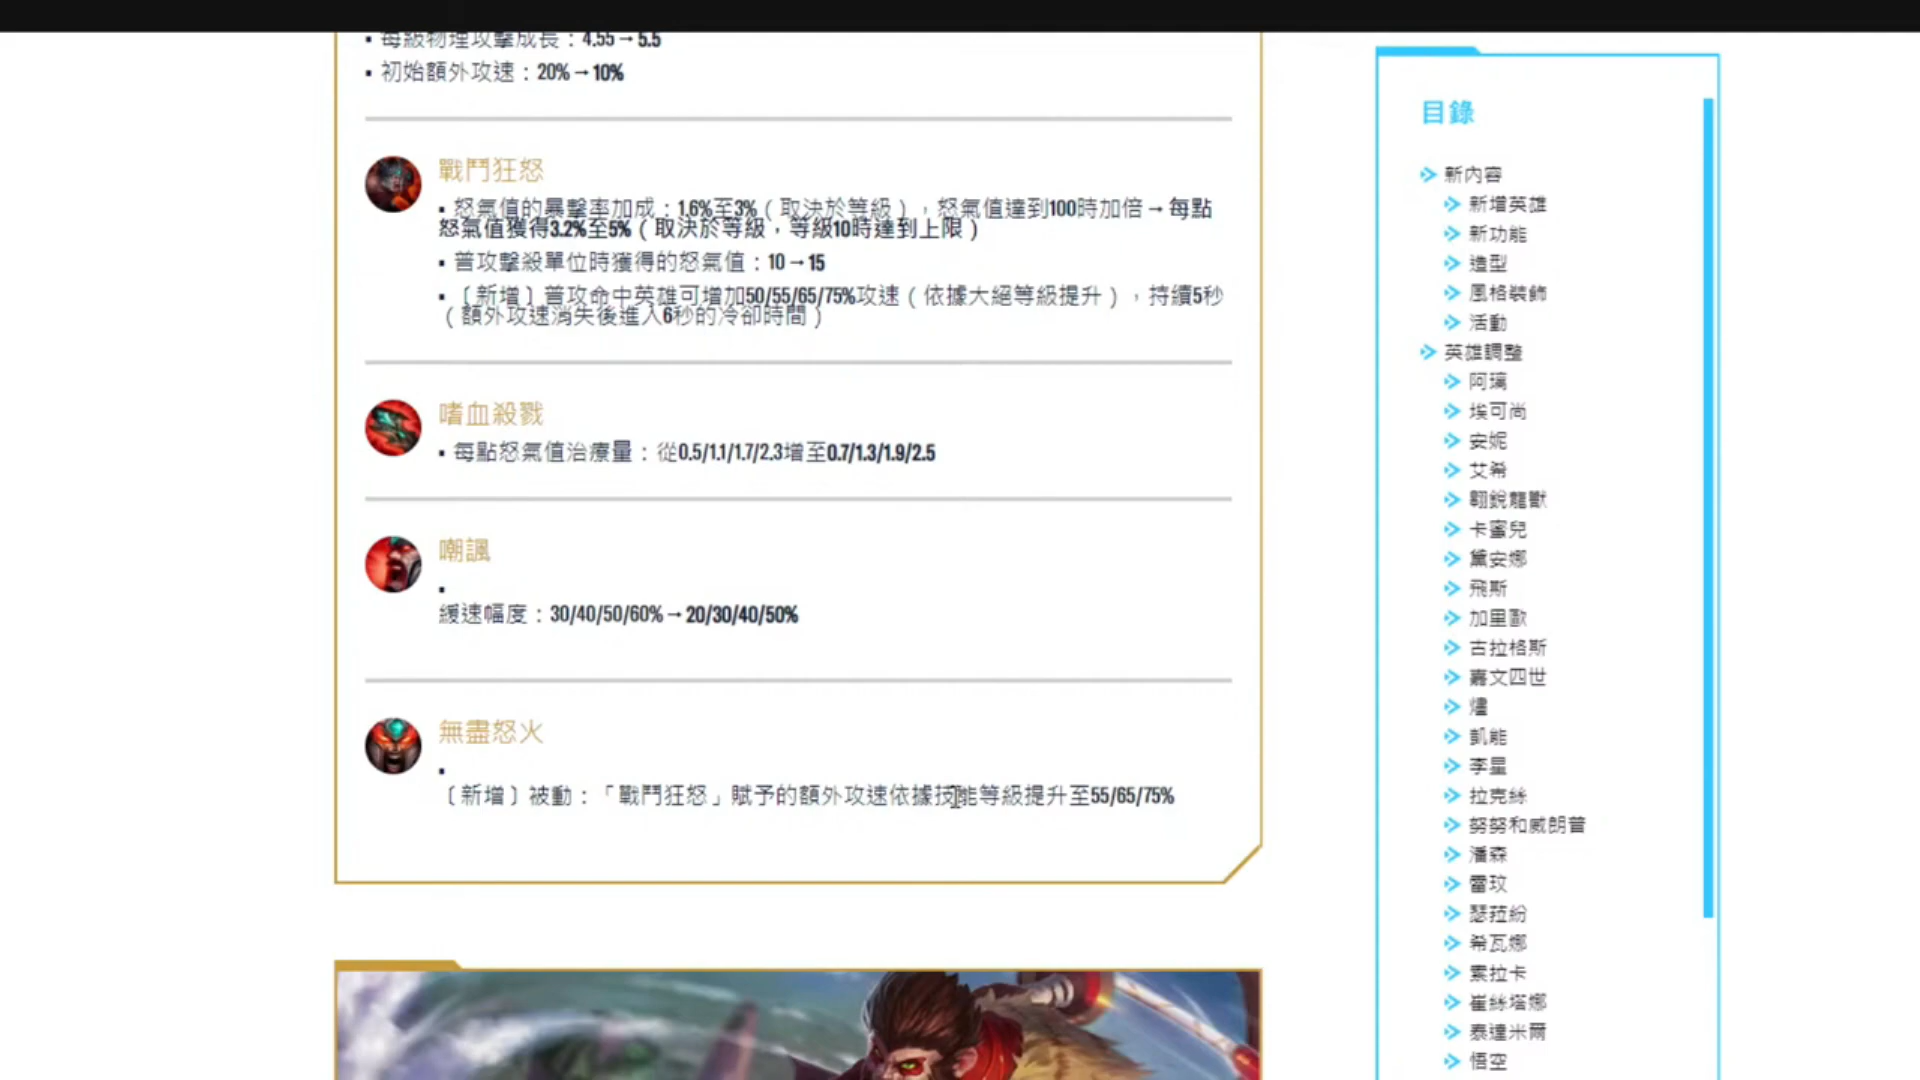 ▪ 每級物理攻擊成長：4.55→5.5
▪ 初始額外攻速：20%→10%
戰鬥狂怒
▪ 怒氣值的暴擊率加成：1.6%至3%（取決於等級），怒氣值達到100時加倍→每點
怒氣值獲得3.2%至5%（取決於等級，等級10時達到上限）
▪ 普攻擊殺單位時獲得的怒氣值：10→15
▪ 〔新增〕普攻命中英雄可增加50/55/65/75%攻速（依據大絕等級提升），持續5秒
（額外攻速消失後進入6秒的冷卻時間）
嗜血殺戮
▪ 每點怒氣值治療量：從0.5/1.1/1.7/2.3增至0.7/1.3/1.9/2.5
嘲諷
▪
緩速幅度：30/40/50/60%→20/30/40/50%
無盡怒火
▪
〔新增〕被動：「戰鬥狂怒」賦予的額外攻速依據技能等級提升至55/65/75%
目錄
新內容
新增英雄
新功能
造型
風格裝飾
活動
英雄調整
阿璃
埃可尚
安妮
艾希
翱銳龍獸
卡蜜兒
黛安娜
飛斯
加里歐
古拉格斯
嘉文四世
燼
凱能
李星
拉克絲
努努和威朗普
潘森
雷玟
瑟菈紛
希瓦娜
索拉卡
崔絲塔娜
泰達米爾
悟空